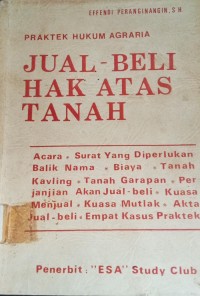 EFFENDI PERANGINANGIN, S.H
PRAKTEK HUKUM AGRARIA
JUAL-BELI
HAK ATAS
TANAH
Acara * Surat Yang Diperlukan
Balik Nama * Biaya * Tanah
Kavling * Tanah Garapan * Per
janjian Akan Jual-beli * Kuasa
Menjual * Kuasa Mutlak * Akta
Jual-beli * Empat Kasus Praktek
Penerbit: "ESA" Study Club